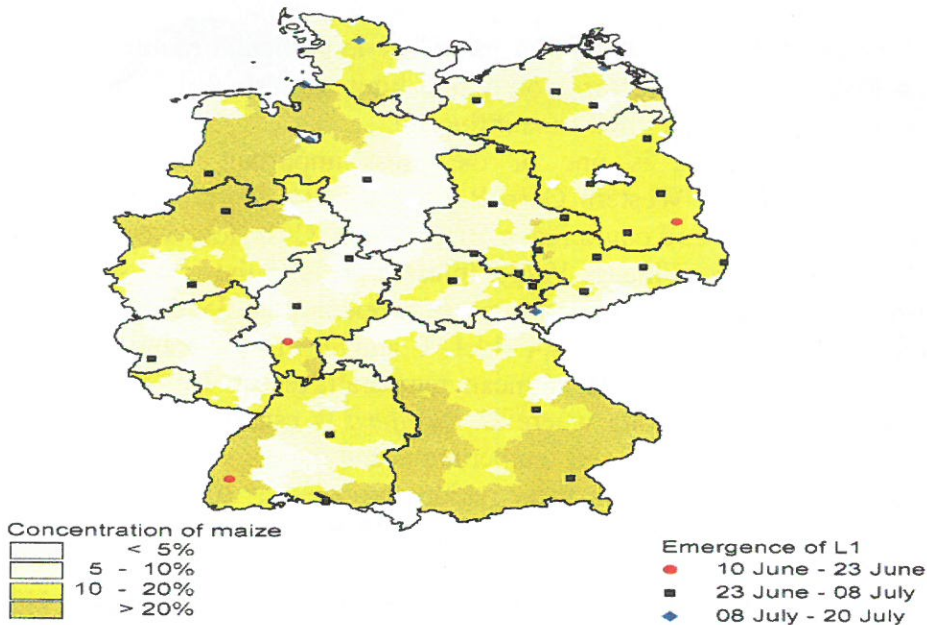 Concentration of maize
< 5%
5 - 10%
10 - 20%
> 20%
Emergence of L1
10 June - 23 June
23 June - 08 July
08 July - 20 July